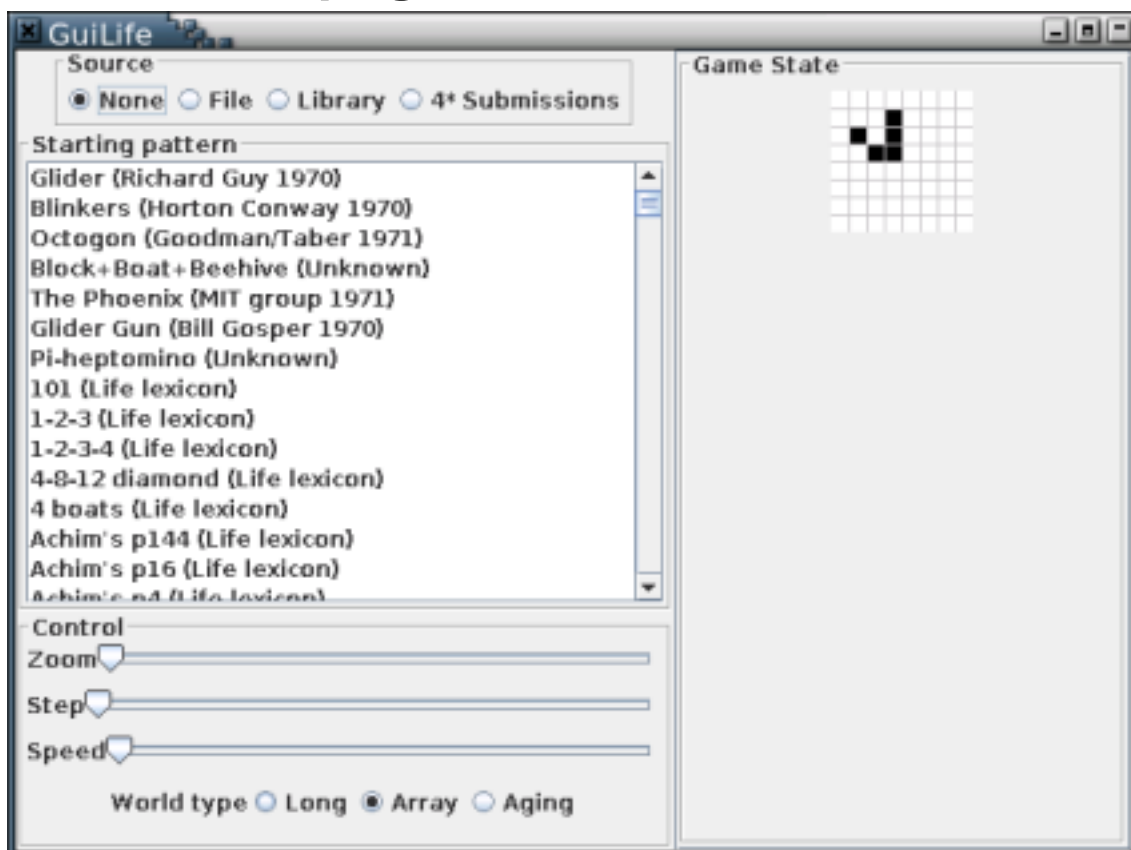 GuiLife
Source
None File Library 4* Submissions
Starting pattern
Glider (Richard Guy 1970)
Blinkers (Horton Conway 1970)
Octogon (Goodman/Taber 1971)
Block+Boat+Beehive (Unknown)
The Phoenix (MIT group 1971)
Glider Gun (Bill Gosper 1970)
Pi-heptomino (Unknown)
101 (Life lexicon)
1-2-3 (Life lexicon)
1-2-3-4 (Life lexicon)
4-8-12 diamond (Life lexicon)
4 boats (Life lexicon)
Achim's p144 (Life lexicon)
Achim's p16 (Life lexicon)
Achim's p4 (Life lexicon)
Control
Zoom
Step
Speed
World type Long Array Aging
Game State